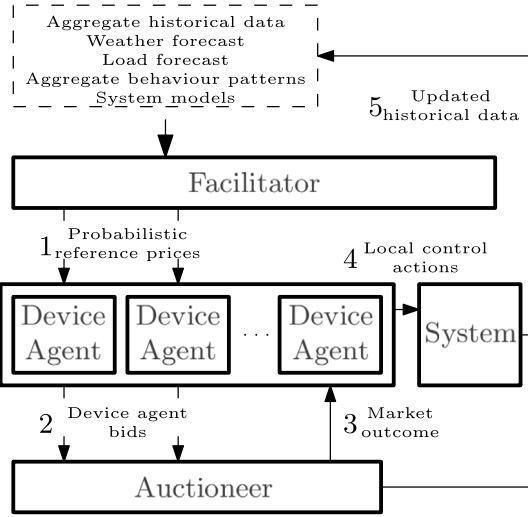 Aggregate historical data
Weather forecast
Load forecast
Aggregate behaviour patterns
System models
5 Updated
historical data
Facilitator
1 Probabilistic
reference prices
4 Local control
actions
Device
Agent
Device
Agent
...
Device
Agent
System
2 Device agent
bids
3 Market
outcome
Auctioneer